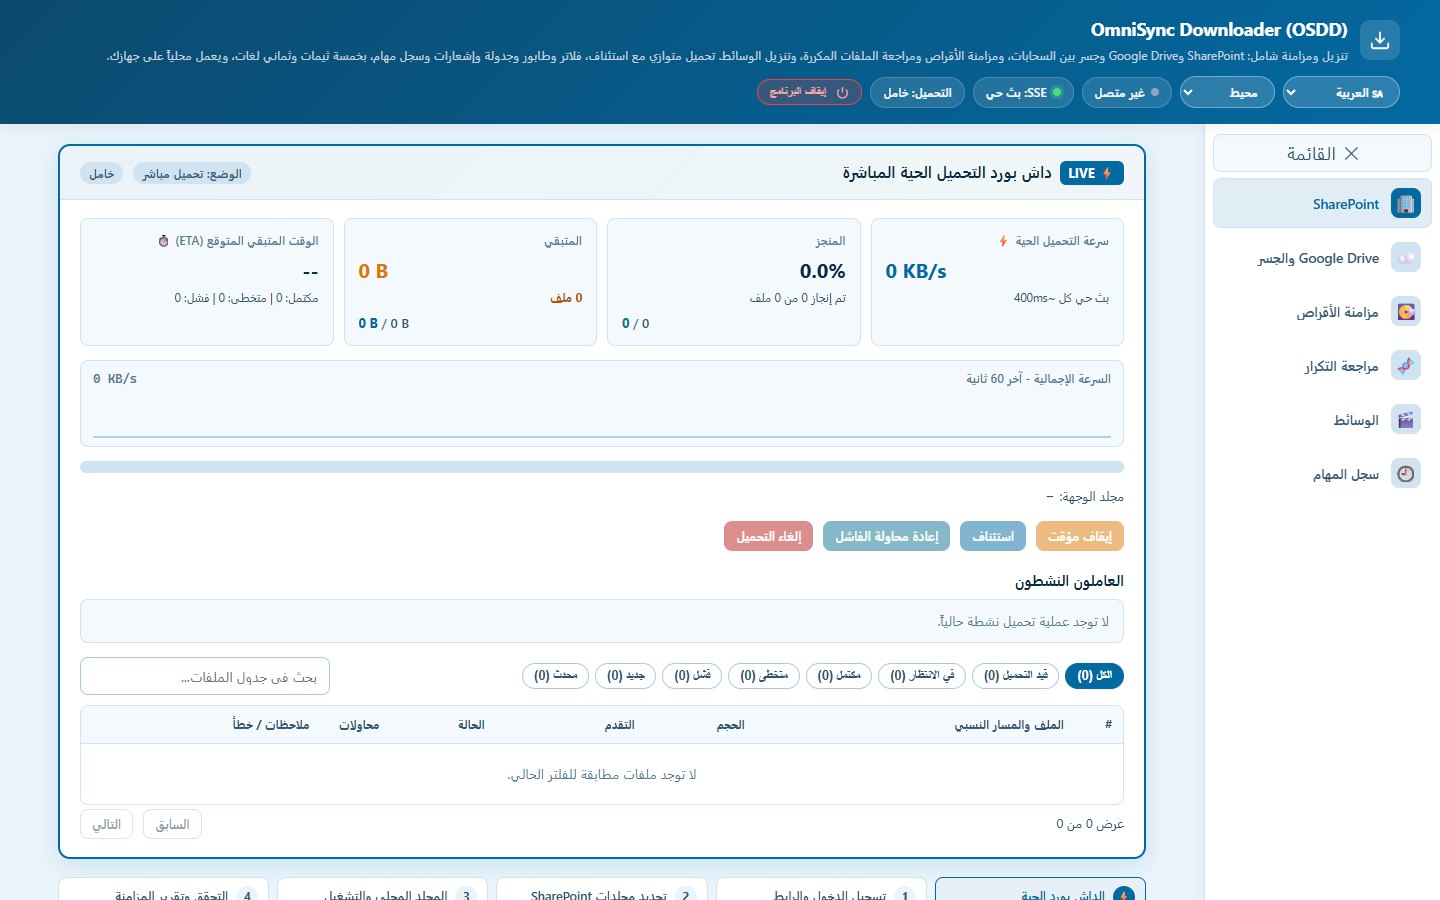 OmniSync Downloader (OSDD)
تنزيل ومزامنة شامل: SharePoint وGoogle Drive وجسر بين السحابات، ومزامنة الأقراص ومراجعة الملفات المكررة، وتنزيل الوسائط. تحميل متوازي مع استئناف، فلاتر وطابور وجدولة وإشعارات وسجل مهام، بخمسة ثيمات وثماني لغات، ويعمل محلياً على جهازك.
SA العربية
محيط
غير متصل
SSE: بث حي
التحميل: خامل
إيقاف البرنامج
القائمة
SharePoint
Google Drive والجسر
مزامنة الأقراص
مراجعة التكرار
الوسائط
سجل المهام
LIVE
داش بورد التحميل الحية المباشرة
الوضع: تحميل مباشر
خامل
سرعة التحميل الحية
0 KB/s
بث حي كل ~400ms
المنجز
0.0%
تم إنجاز 0 من 0 ملف
0 / 0
المتبقي
0 B
0 ملف
0 B / 0 B
الوقت المتبقي المتوقع (ETA)
--
مكتمل: 0 | متخطى: 0 | فشل: 0
السرعة الإجمالية - آخر 60 ثانية
0 KB/s
مجلد الوجهة: –
إيقاف مؤقت
استئناف
إعادة محاولة الفاشل
إلغاء التحميل
العاملون النشطون
لا توجد عملية تحميل نشطة حالياً.
الكل (0)
قيد التحميل (0)
في الانتظار (0)
مكتمل (0)
متخطى (0)
فشل (0)
جديد (0)
محدث (0)
بحث في جدول الملفات...
#
الملف والمسار النسبي
الحجم
التقدم
الحالة
محاولات
ملاحظات / خطأ
لا توجد ملفات مطابقة للفلتر الحالي.
عرض 0 من 0
السابق
التالي
الداش بورد الحية
1 تسجيل الدخول والرابط
2 تحديد مجلدات SharePoint
3 المجلد المحلي والتشغيل
4 التحقق وتقرير المزامنة